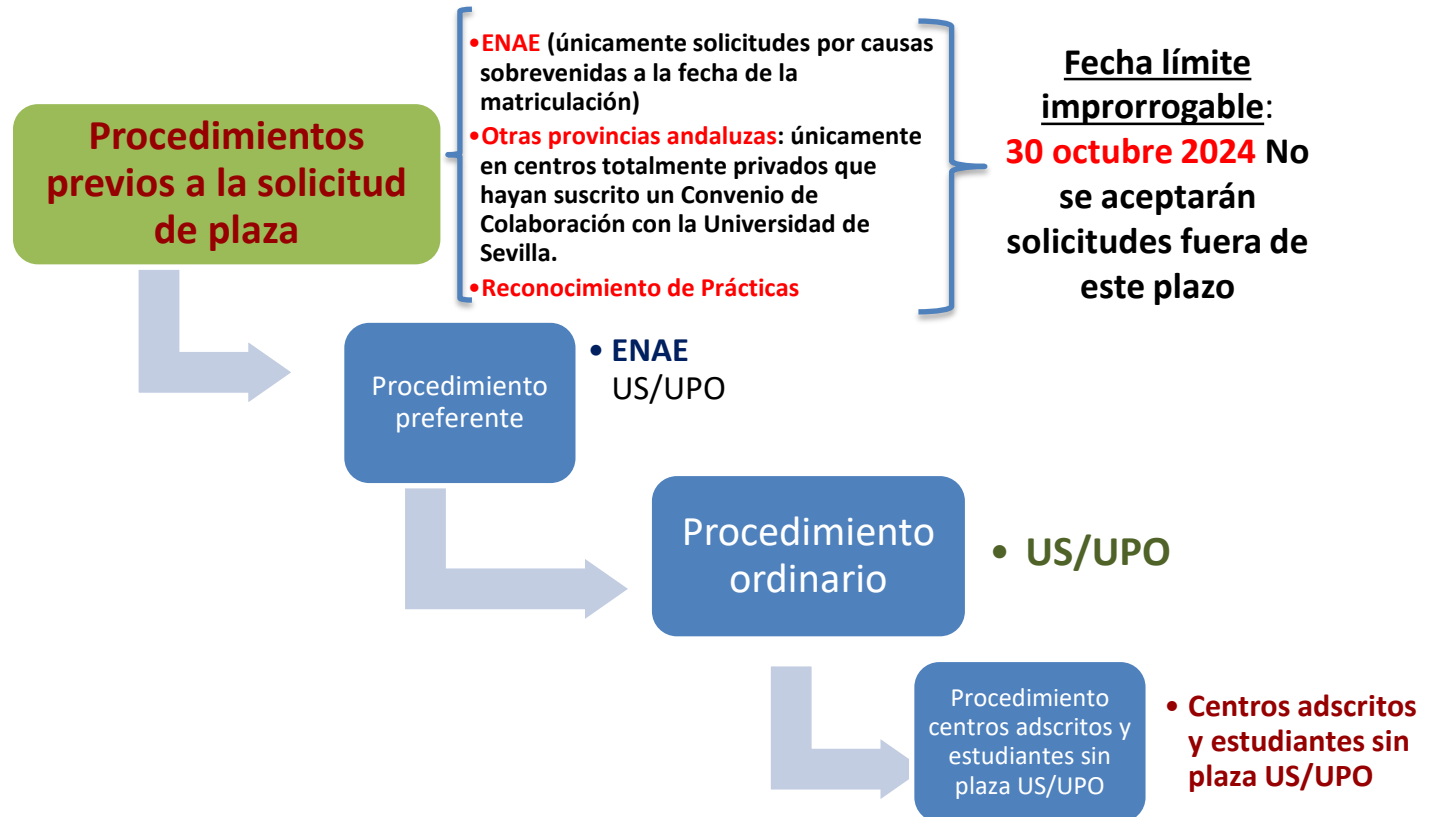 Procedimientos
previos a la solicitud
de plaza
•ENAE (únicamente solicitudes por causas
sobrevenidas a la fecha de la
matriculación)
•Otras provincias andaluzas: únicamente
en centros totalmente privados que
hayan suscrito un Convenio de
Colaboración con la Universidad de
Sevilla.
•Reconocimiento de Prácticas
Fecha límite
improrrogable:
30 octubre 2024 No
se aceptarán
solicitudes fuera de
este plazo
Procedimiento
preferente
• ENAE
US/UPO
Procedimiento
ordinario
• US/UPO
Procedimiento
centros adscritos y
estudiantes sin
plaza US/UPO
• Centros adscritos
y estudiantes sin
plaza US/UPO